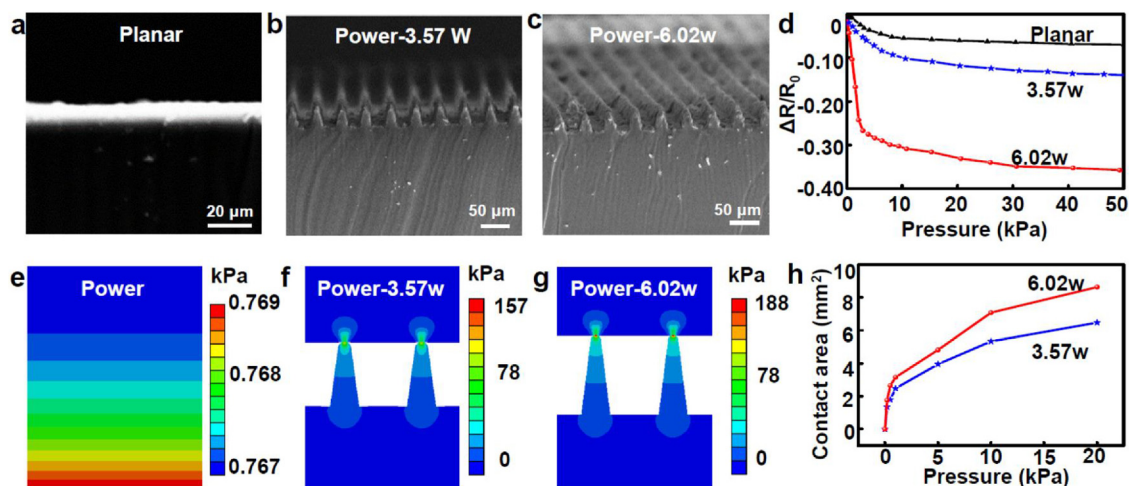 a
Planar
20 µm
b
Power-3.57 W
50 µm
c
Power-6.02w
50 µm
d
0
-0.10
-0.20
-0.30
-0.40
ΔR/R0
Planar
3.57w
6.02w
0 10 20 30 40 50
Pressure (kPa)
e
Power
kPa
0.769
0.768
0.767
f
Power-3.57w
kPa
157
78
0
g
Power-6.02w
kPa
188
78
0
h
10
8
6
4
2
0
Contact area (mm²)
6.02w
3.57w
0 5 10 15 20
Pressure (kPa)